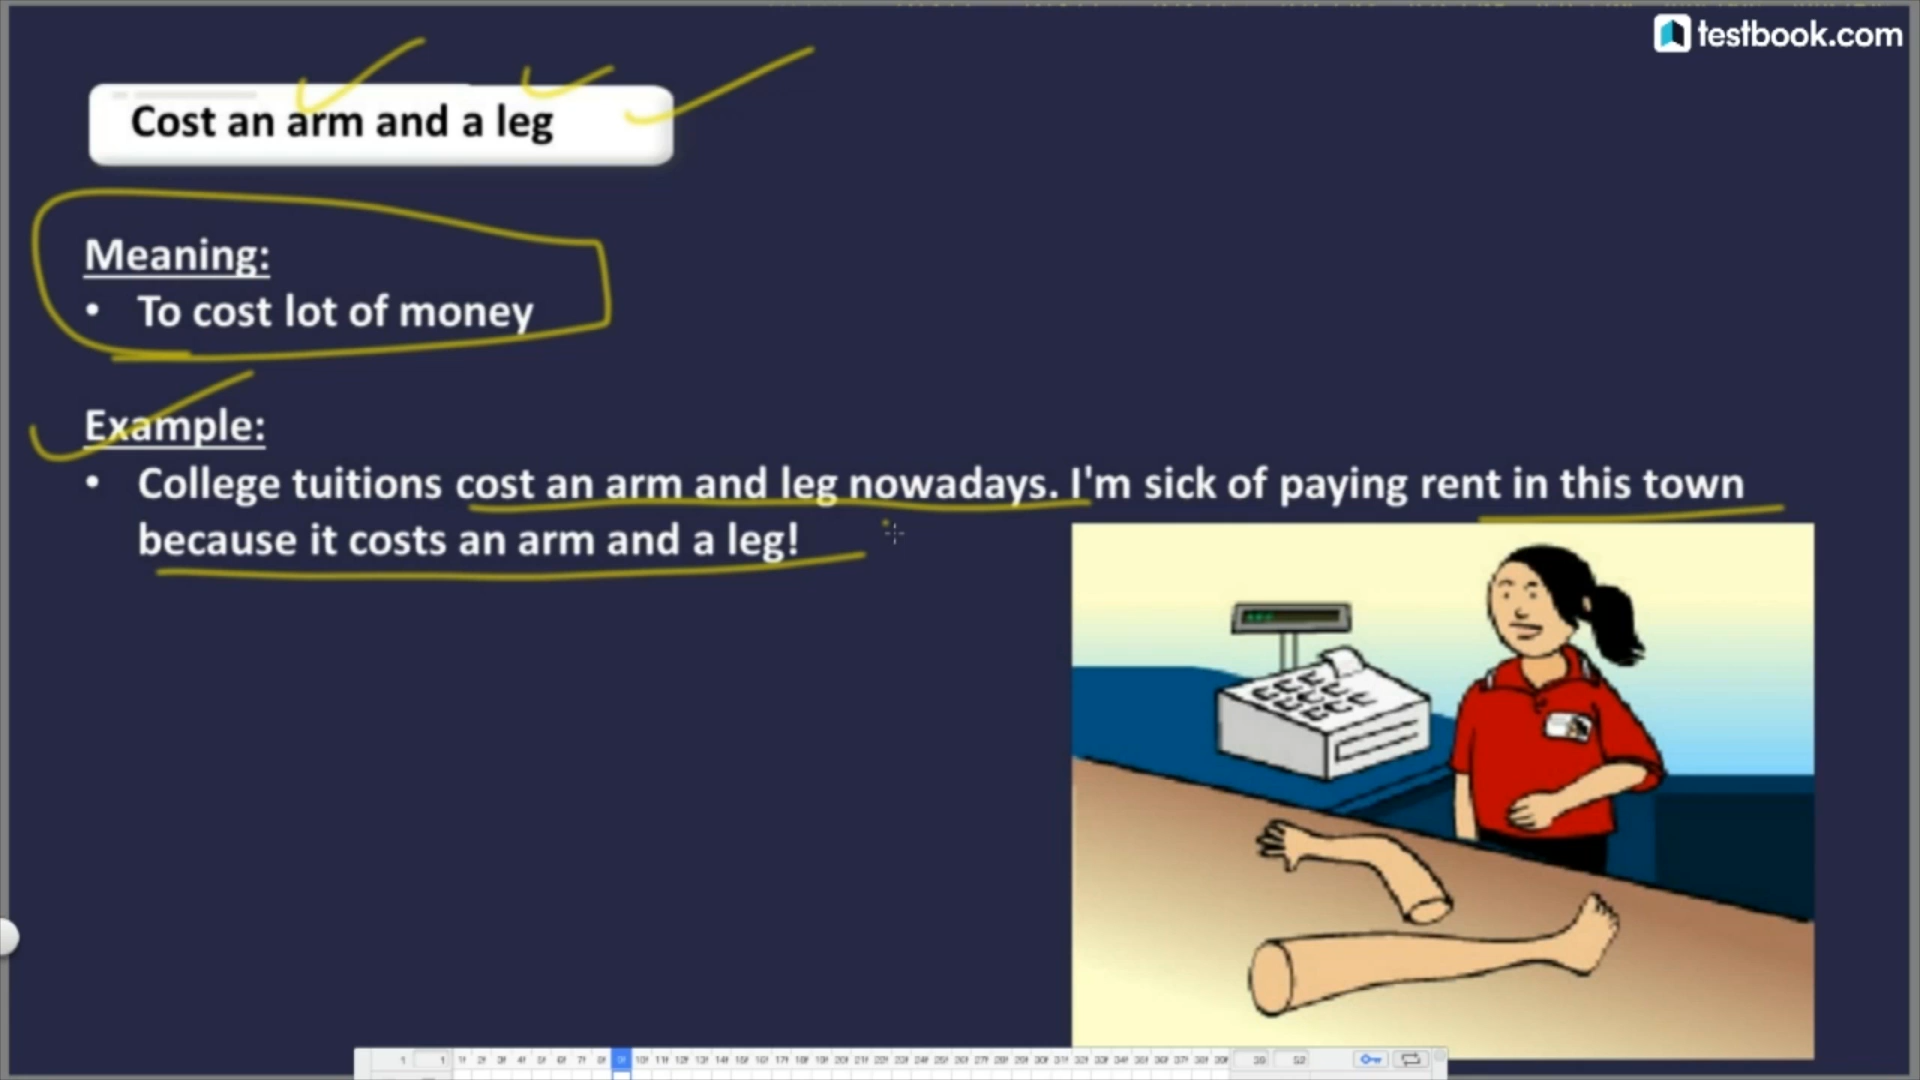 testbook.com
Cost an arm and a leg
Meaning:
• To cost lot of money
Example:
• College tuitions cost an arm and leg nowadays. I'm sick of paying rent in this town
because it costs an arm and a leg!